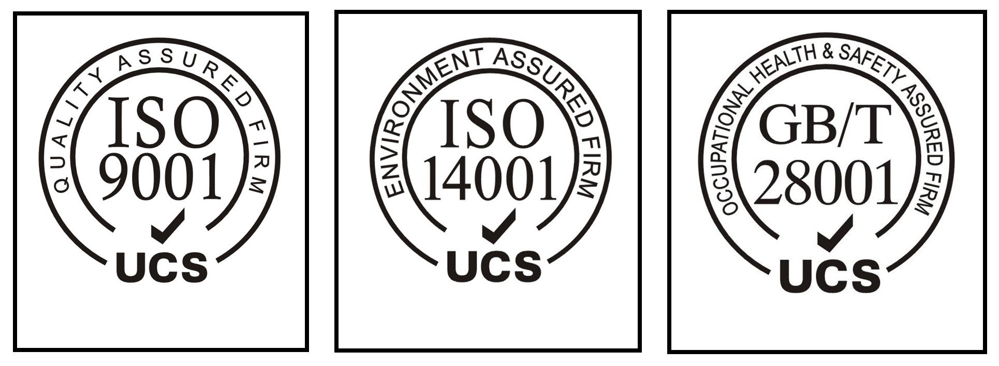 QUALITY ASSURED FIRM
ISO
9001
UCS
ENVIRONMENT ASSURED FIRM
ISO
14001
UCS
OCCUPATIONAL HEALTH & SAFETY ASSURED FIRM
GB/T
28001
UCS